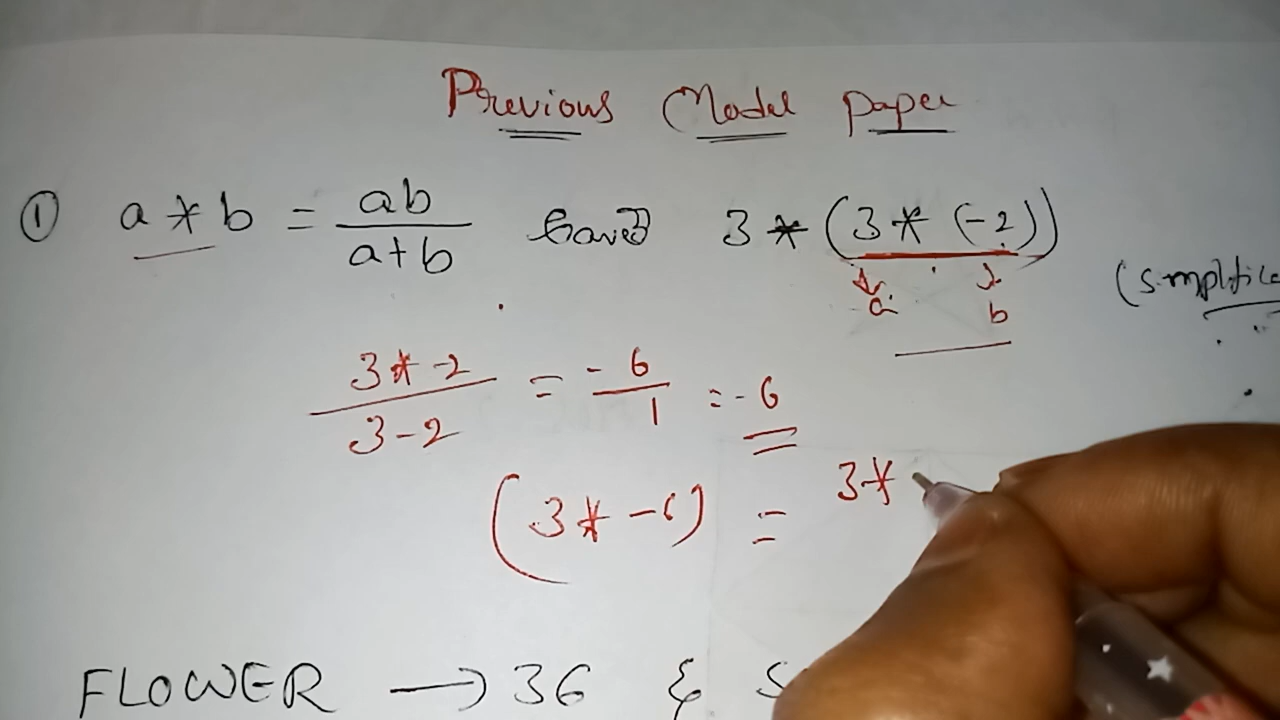 Previous Model Paper
① a * b = ab / a+b 3 * (3 * (-2))
a b
3 * -2 / 3 - 2 = - 6 / 1 = - 6
(3 * -6) = 3 *
FLOWER → 36 &